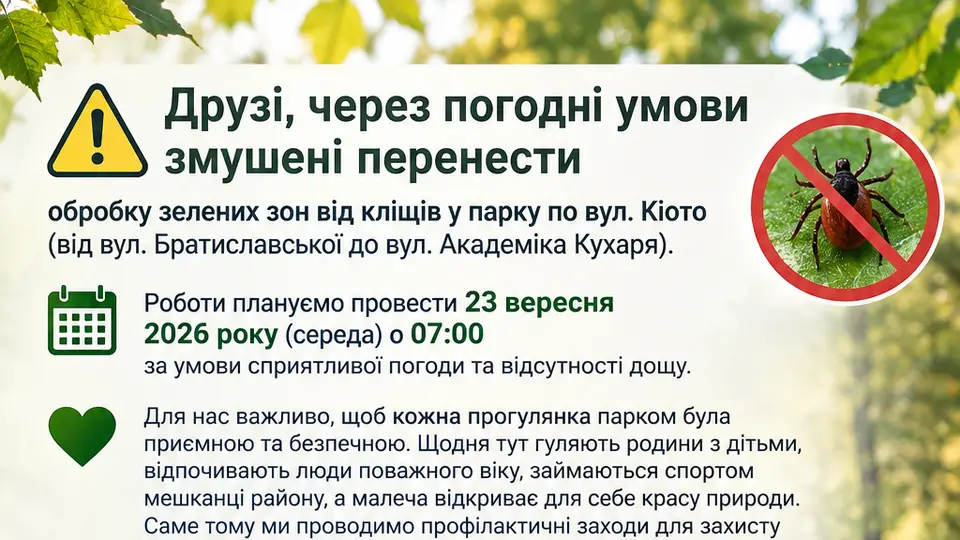 Друзі, через погодні умови
змушені перенести
обробку зелених зон від кліщів у парку по вул. Кіото
(від вул. Братиславської до вул. Академіка Кухаря).
Роботи плануємо провести 23 вересня
2026 року (середа) о 07:00
за умови сприятливої погоди та відсутності дощу.
Для нас важливо, щоб кожна прогулянка парком була
приємною та безпечною. Щодня тут гуляють родини з дітьми,
відпочивають люди поважного віку, займаються спортом
мешканці району, а малеча відкриває для себе красу природи.
Саме тому ми проводимо профілактичні заходи для захисту